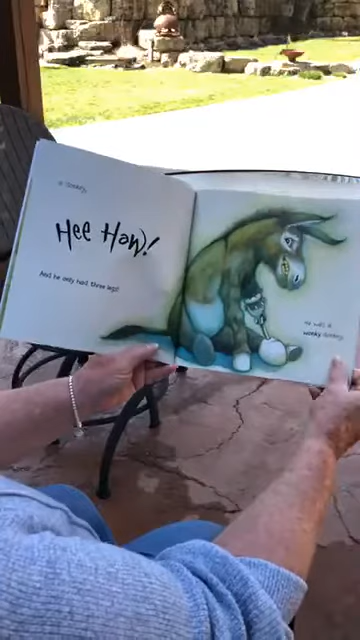 a donkey,
Hee Haw!
And he only had three legs!
He was a
wonky donkey.